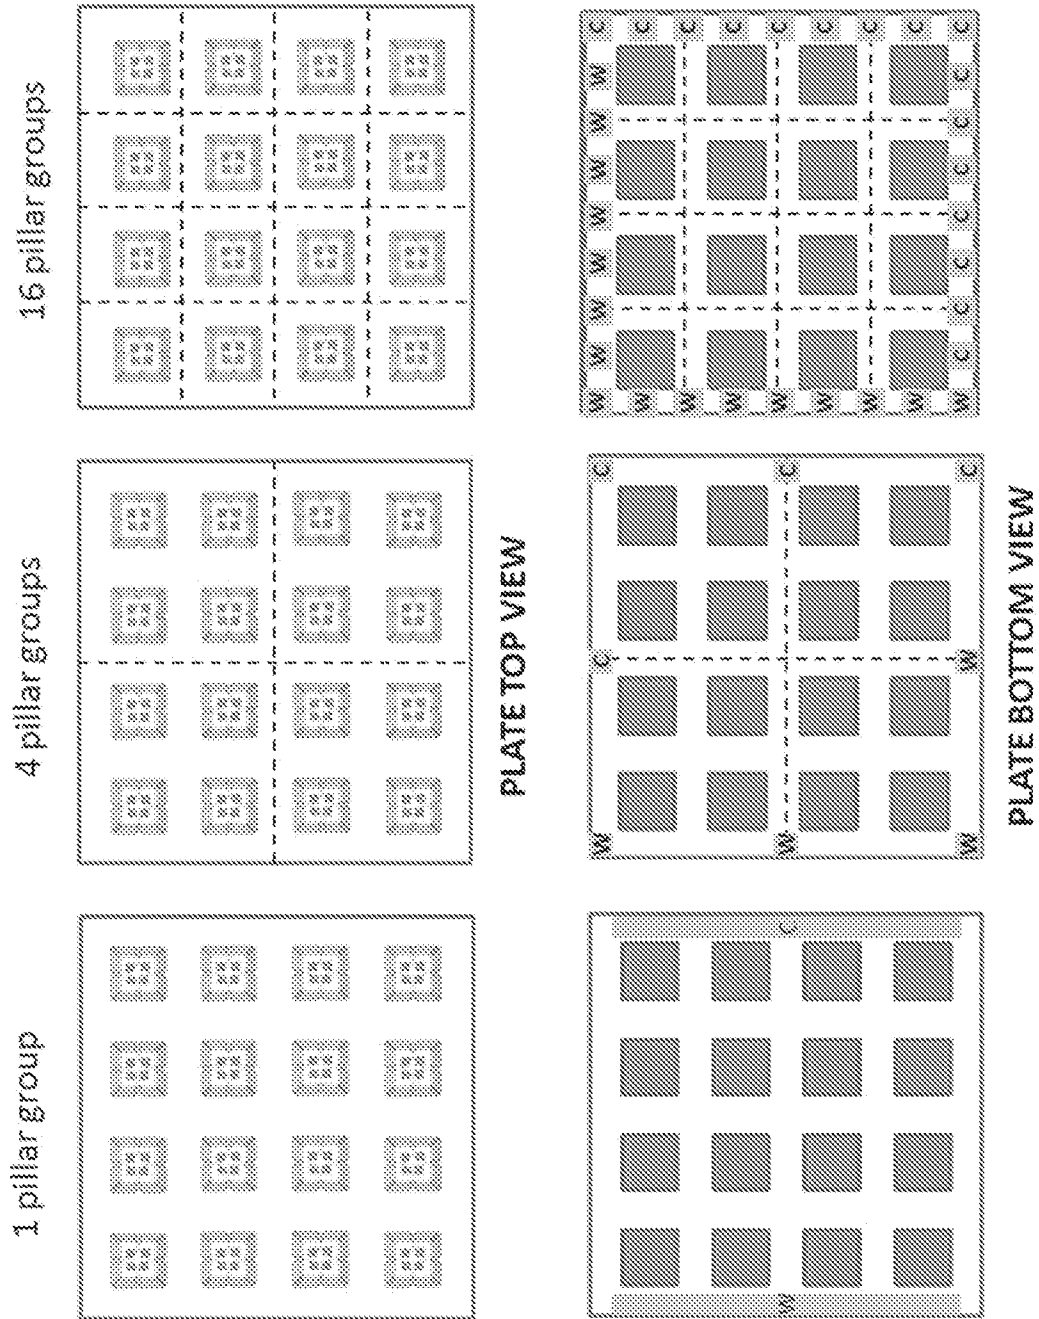 1 pillar group
4 pillar groups
16 pillar groups
PLATE TOP VIEW
W C
W C C
W C
W W C
W W W W W W W W C
W C
W C
W C
W C
W C
W C
W C C C C C C C C
PLATE BOTTOM VIEW